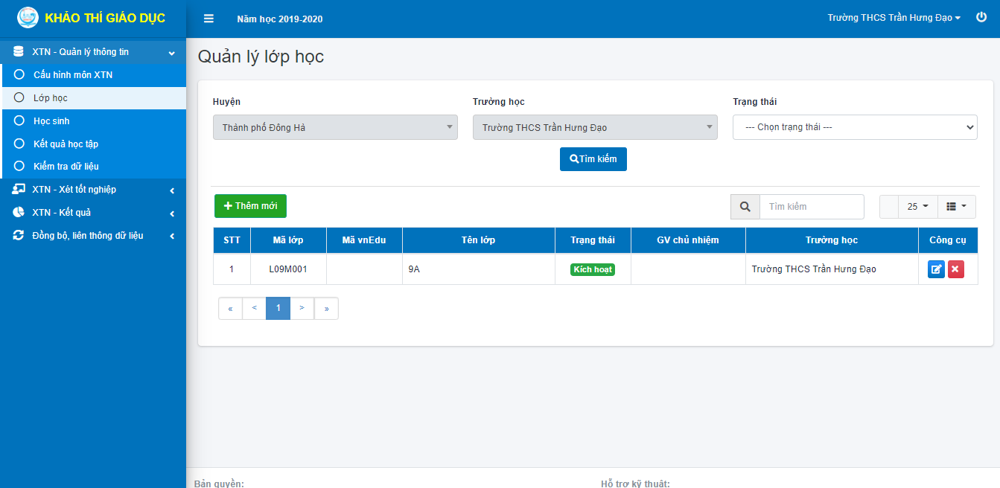 KHẢO THÍ GIÁO DỤC
Năm học 2019-2020
Trường THCS Trần Hưng Đạo
XTN - Quản lý thông tin
Cấu hình môn XTN
Lớp học
Học sinh
Kết quả học tập
Kiểm tra dữ liệu
XTN - Xét tốt nghiệp
XTN - Kết quả
Đồng bộ, liên thông dữ liệu
Quản lý lớp học
Huyện Trường học Trạng thái
Thành phố Đông Hà Trường THCS Trần Hưng Đạo --- Chọn trạng thái ---
Tìm kiếm
Thêm mới Tìm kiếm 25
STT Mã lớp Mã vnEdu Tên lớp Trạng thái GV chủ nhiệm Trường học Công cụ
1 L09M001 9A Kích hoạt Trường THCS Trần Hưng Đạo
« < 1 > »
Bản quyền: Hỗ trợ kỹ thuật: